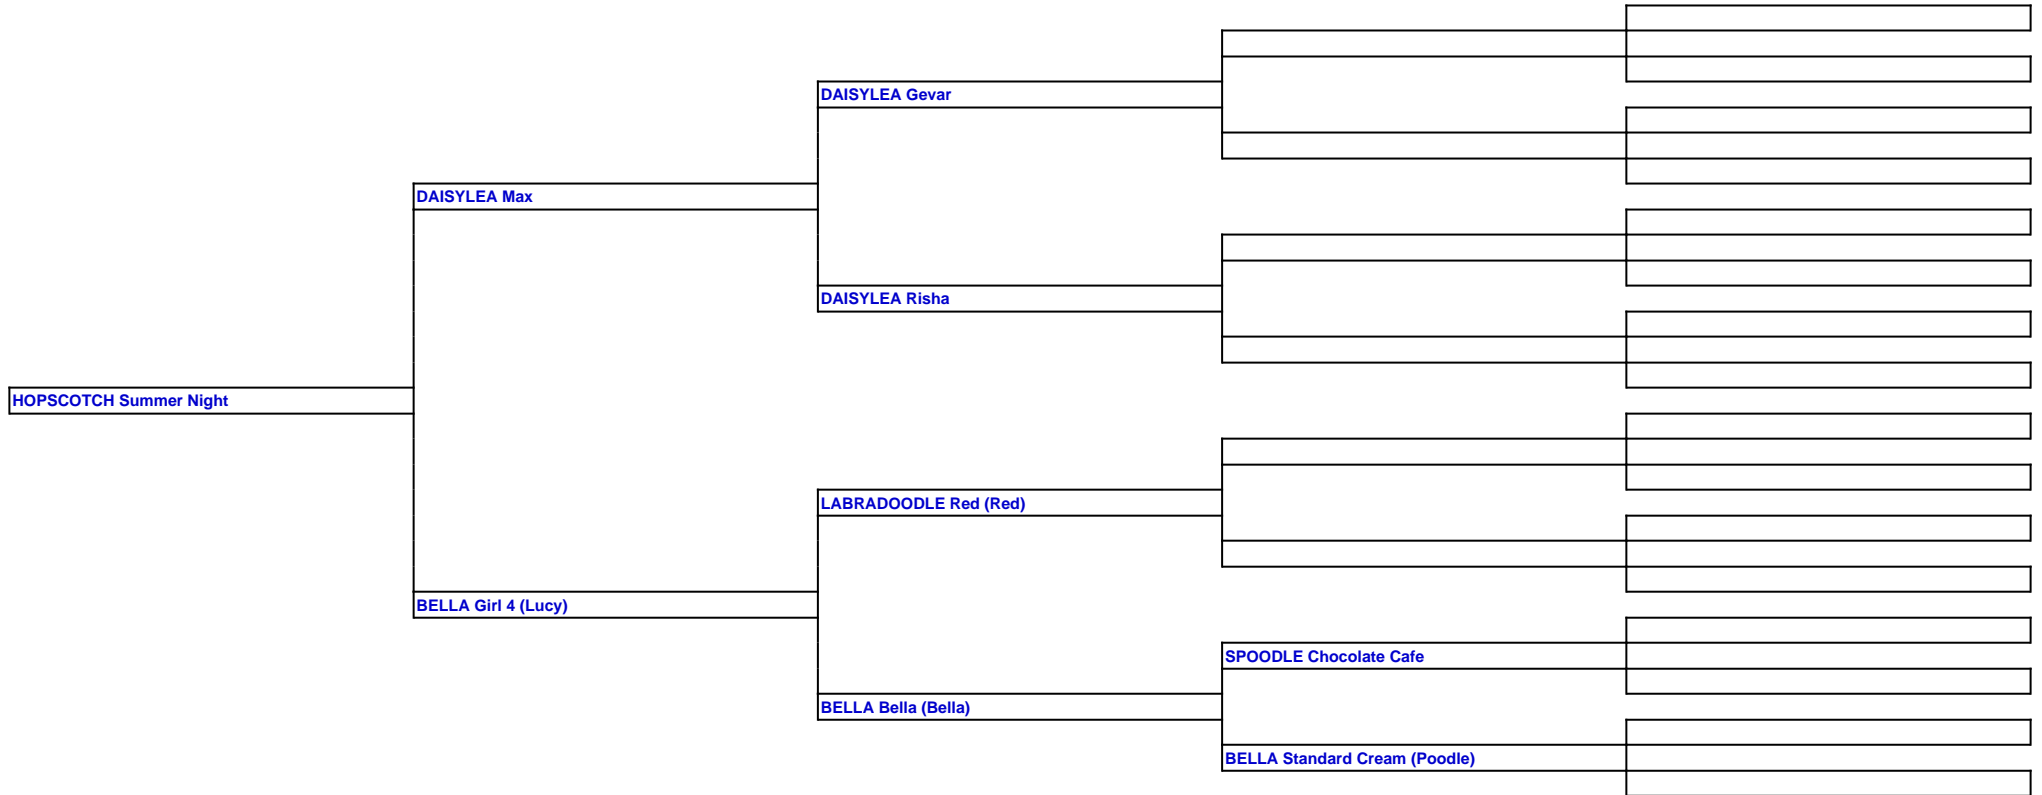 DAISYLEA Gevar
DAISYLEA Max
DAISYLEA Risha
HOPSCOTCH Summer Night
LABRADOODLE Red (Red)
BELLA Girl 4 (Lucy)
SPOODLE Chocolate Cafe
BELLA Bella (Bella)
BELLA Standard Cream (Poodle)